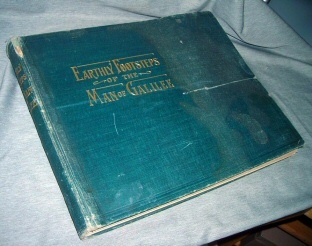 EARTHLY FOOTSTEPS
OF THE
MAN OF GALILEE